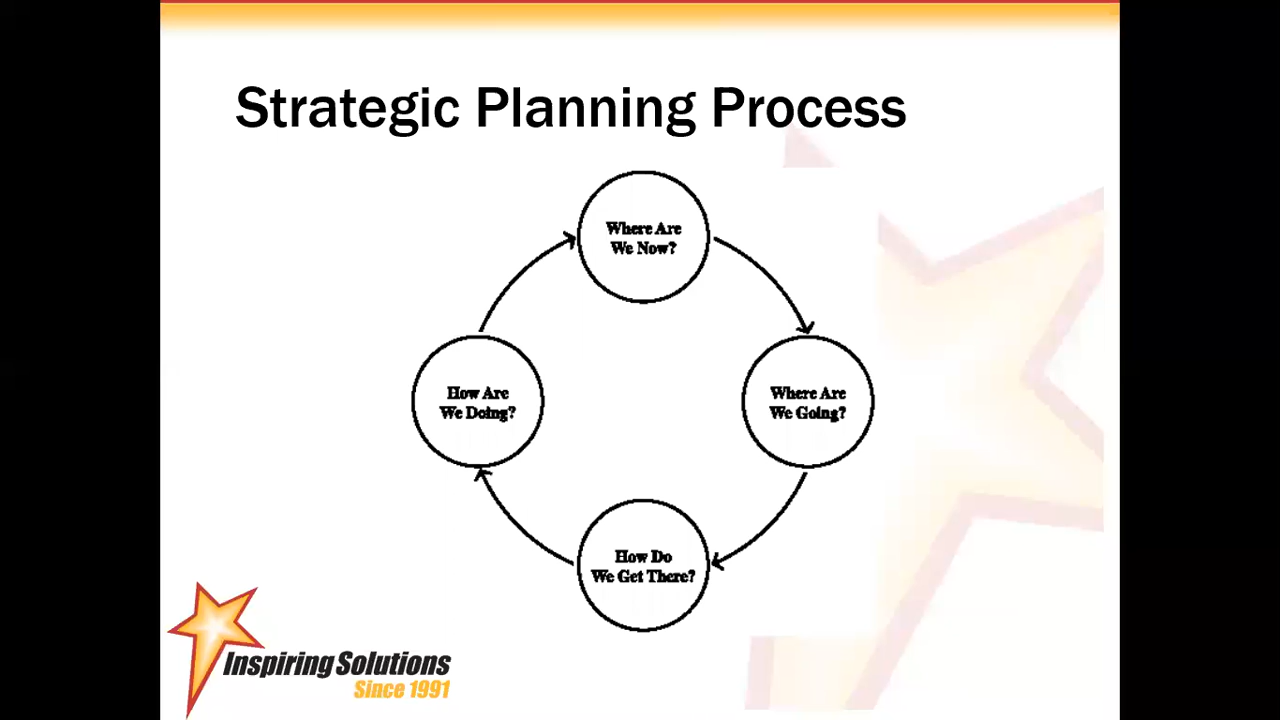 Strategic Planning Process
Where Are
We Now?
How Are
We Doing?
Where Are
We Going?
How Do
We Get There?
Inspiring Solutions
Since 1991